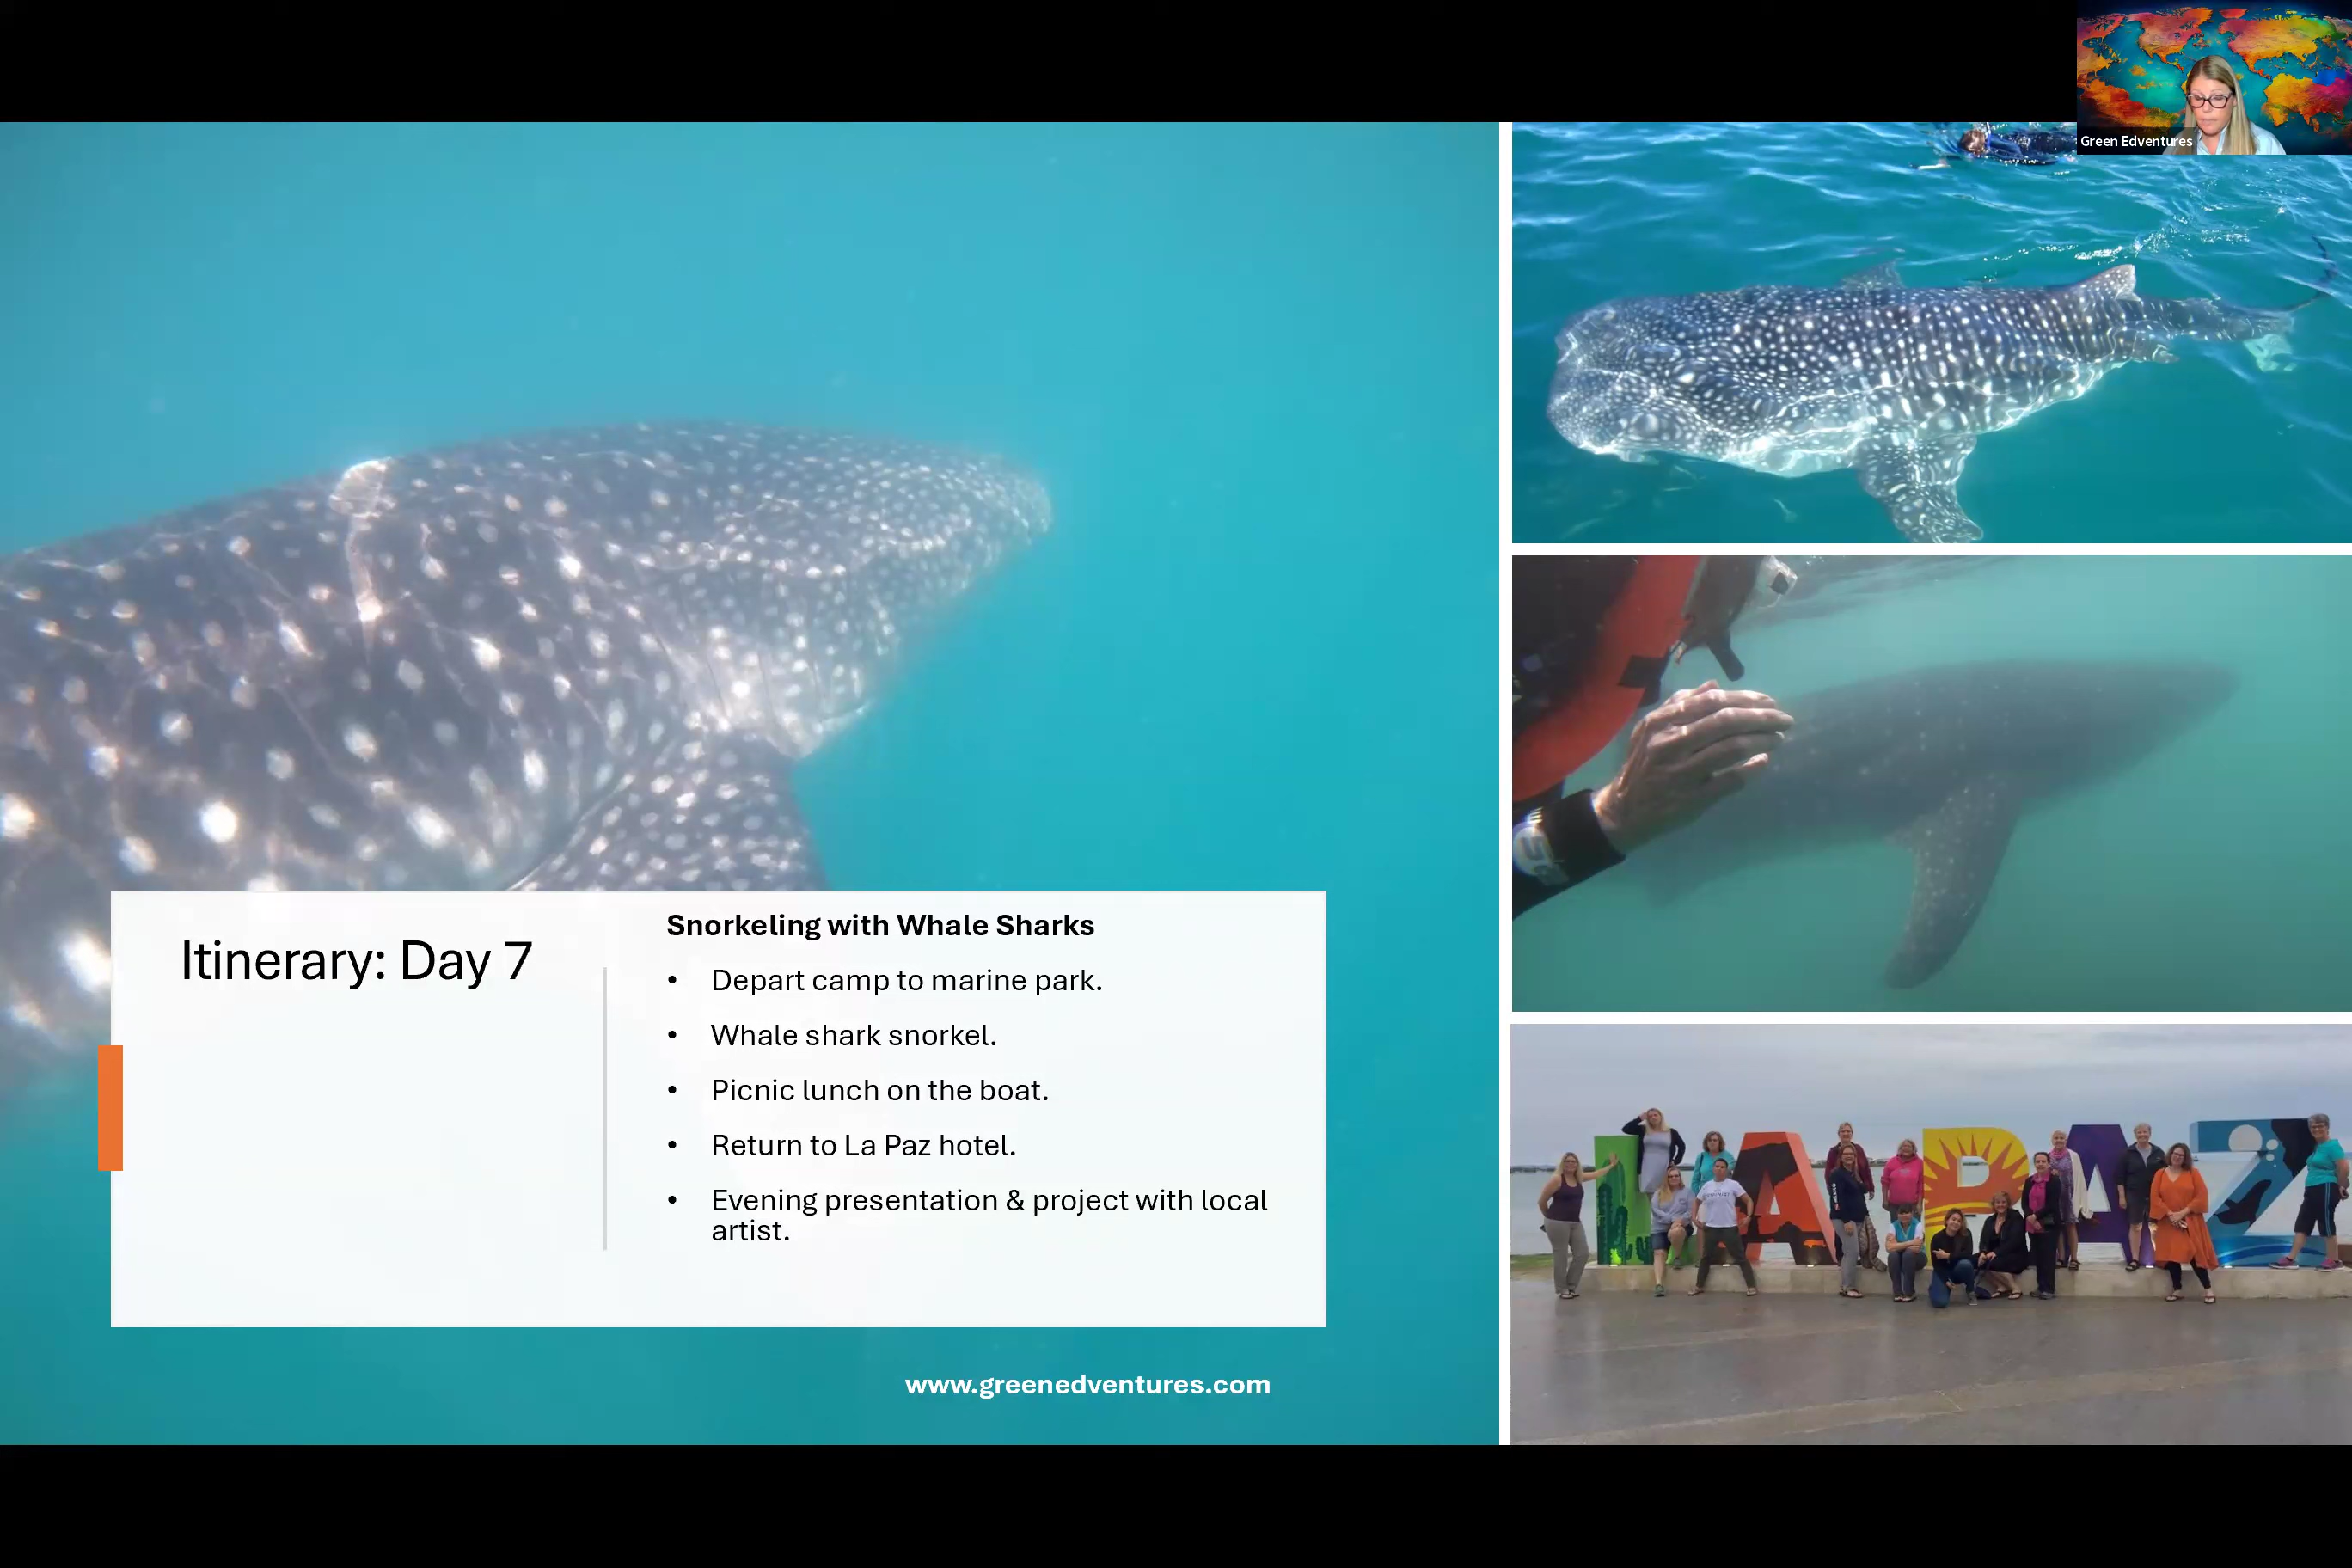 Green Edventures
Itinerary: Day 7
Snorkeling with Whale Sharks
• Depart camp to marine park.
• Whale shark snorkel.
• Picnic lunch on the boat.
• Return to La Paz hotel.
• Evening presentation & project with local
artist.
LA PAZ
www.greenedventures.com